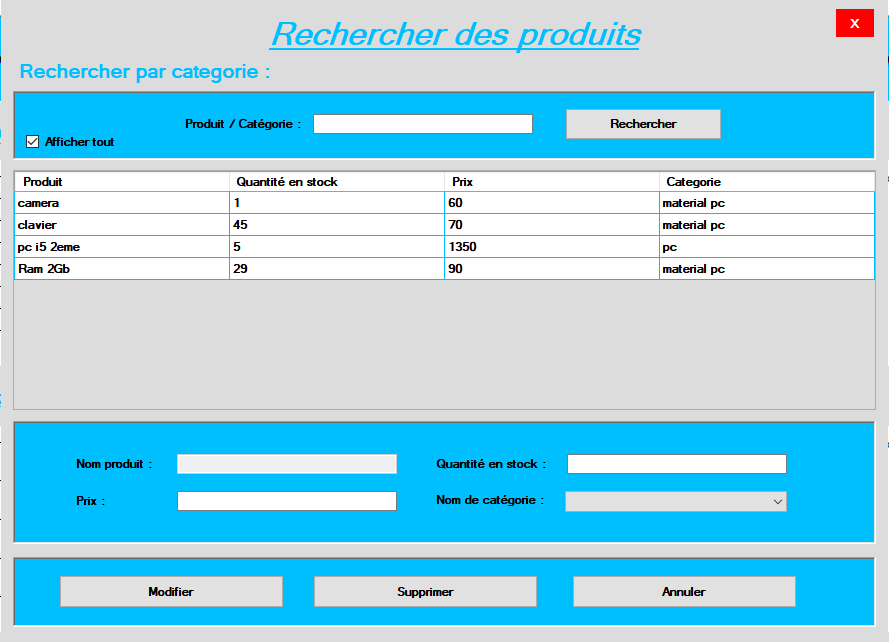 Rechercher des produits
X
Rechercher par categorie :
Produit / Catégorie :
Rechercher
Afficher tout
Produit Quantité en stock Prix Categorie
camera 1 60 material pc
clavier 45 70 material pc
pc i5 2eme 5 1350 pc
Ram 2Gb 29 90 material pc
Nom produit : Quantité en stock :
Prix : Nom de catégorie :
Modifier Supprimer Annuler